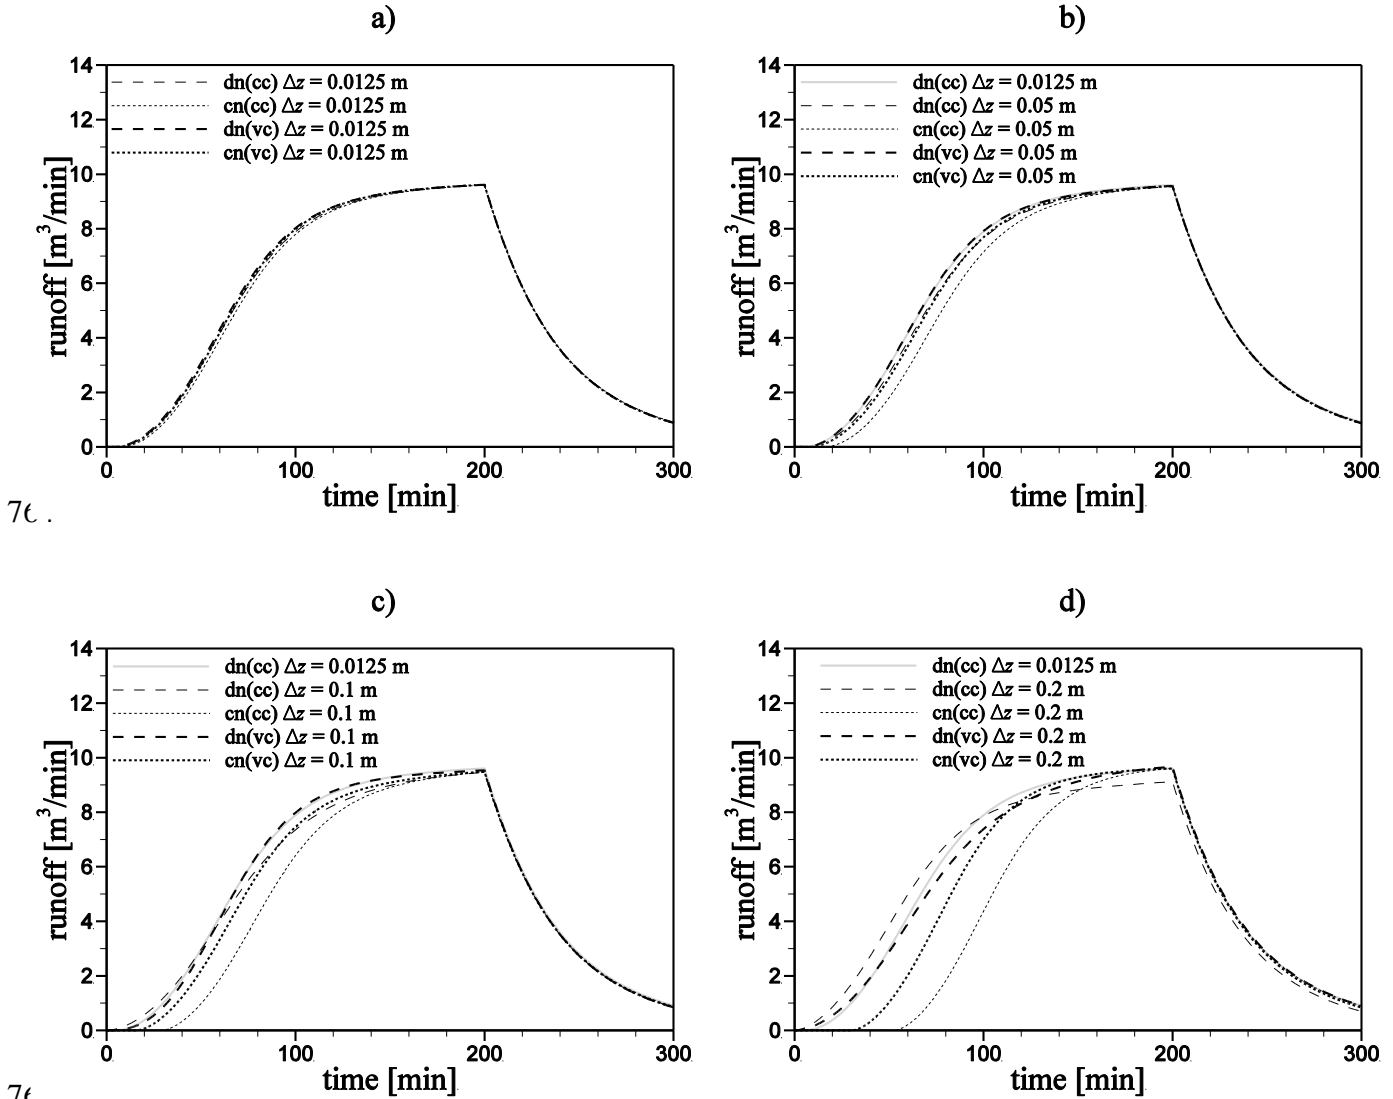 a)
14
12
10
8
6
4
2
0
runoff [m³/min]
dn(cc) Δz = 0.0125 m
cn(cc) Δz = 0.0125 m
dn(vc) Δz = 0.0125 m
cn(vc) Δz = 0.0125 m
0 100 200 300
time [min]
b)
14
12
10
8
6
4
2
0
runoff [m³/min]
dn(cc) Δz = 0.0125 m
dn(cc) Δz = 0.05 m
cn(cc) Δz = 0.05 m
dn(vc) Δz = 0.05 m
cn(vc) Δz = 0.05 m
0 100 200 300
time [min]
c)
14
12
10
8
6
4
2
0
runoff [m³/min]
dn(cc) Δz = 0.0125 m
dn(cc) Δz = 0.1 m
cn(cc) Δz = 0.1 m
dn(vc) Δz = 0.1 m
cn(vc) Δz = 0.1 m
0 100 200 300
time [min]
d)
14
12
10
8
6
4
2
0
runoff [m³/min]
dn(cc) Δz = 0.0125 m
dn(cc) Δz = 0.2 m
cn(cc) Δz = 0.2 m
dn(vc) Δz = 0.2 m
cn(vc) Δz = 0.2 m
0 100 200 300
time [min]